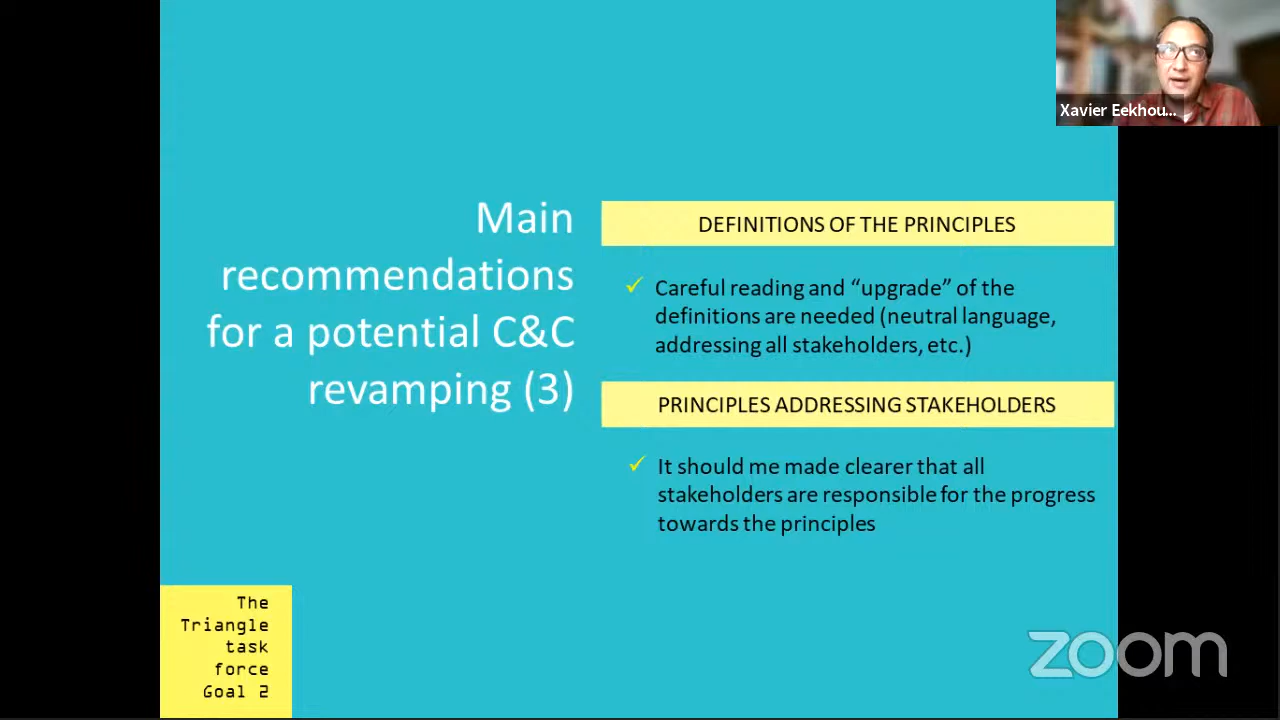 Xavier Eekhou...
Main
recommendations
for a potential C&C
revamping (3)
DEFINITIONS OF THE PRINCIPLES
✓ Careful reading and “upgrade” of the
definitions are needed (neutral language,
addressing all stakeholders, etc.)
PRINCIPLES ADDRESSING STAKEHOLDERS
✓ It should me made clearer that all
stakeholders are responsible for the progress
towards the principles
The
Triangle
task
force
Goal 2
zoom